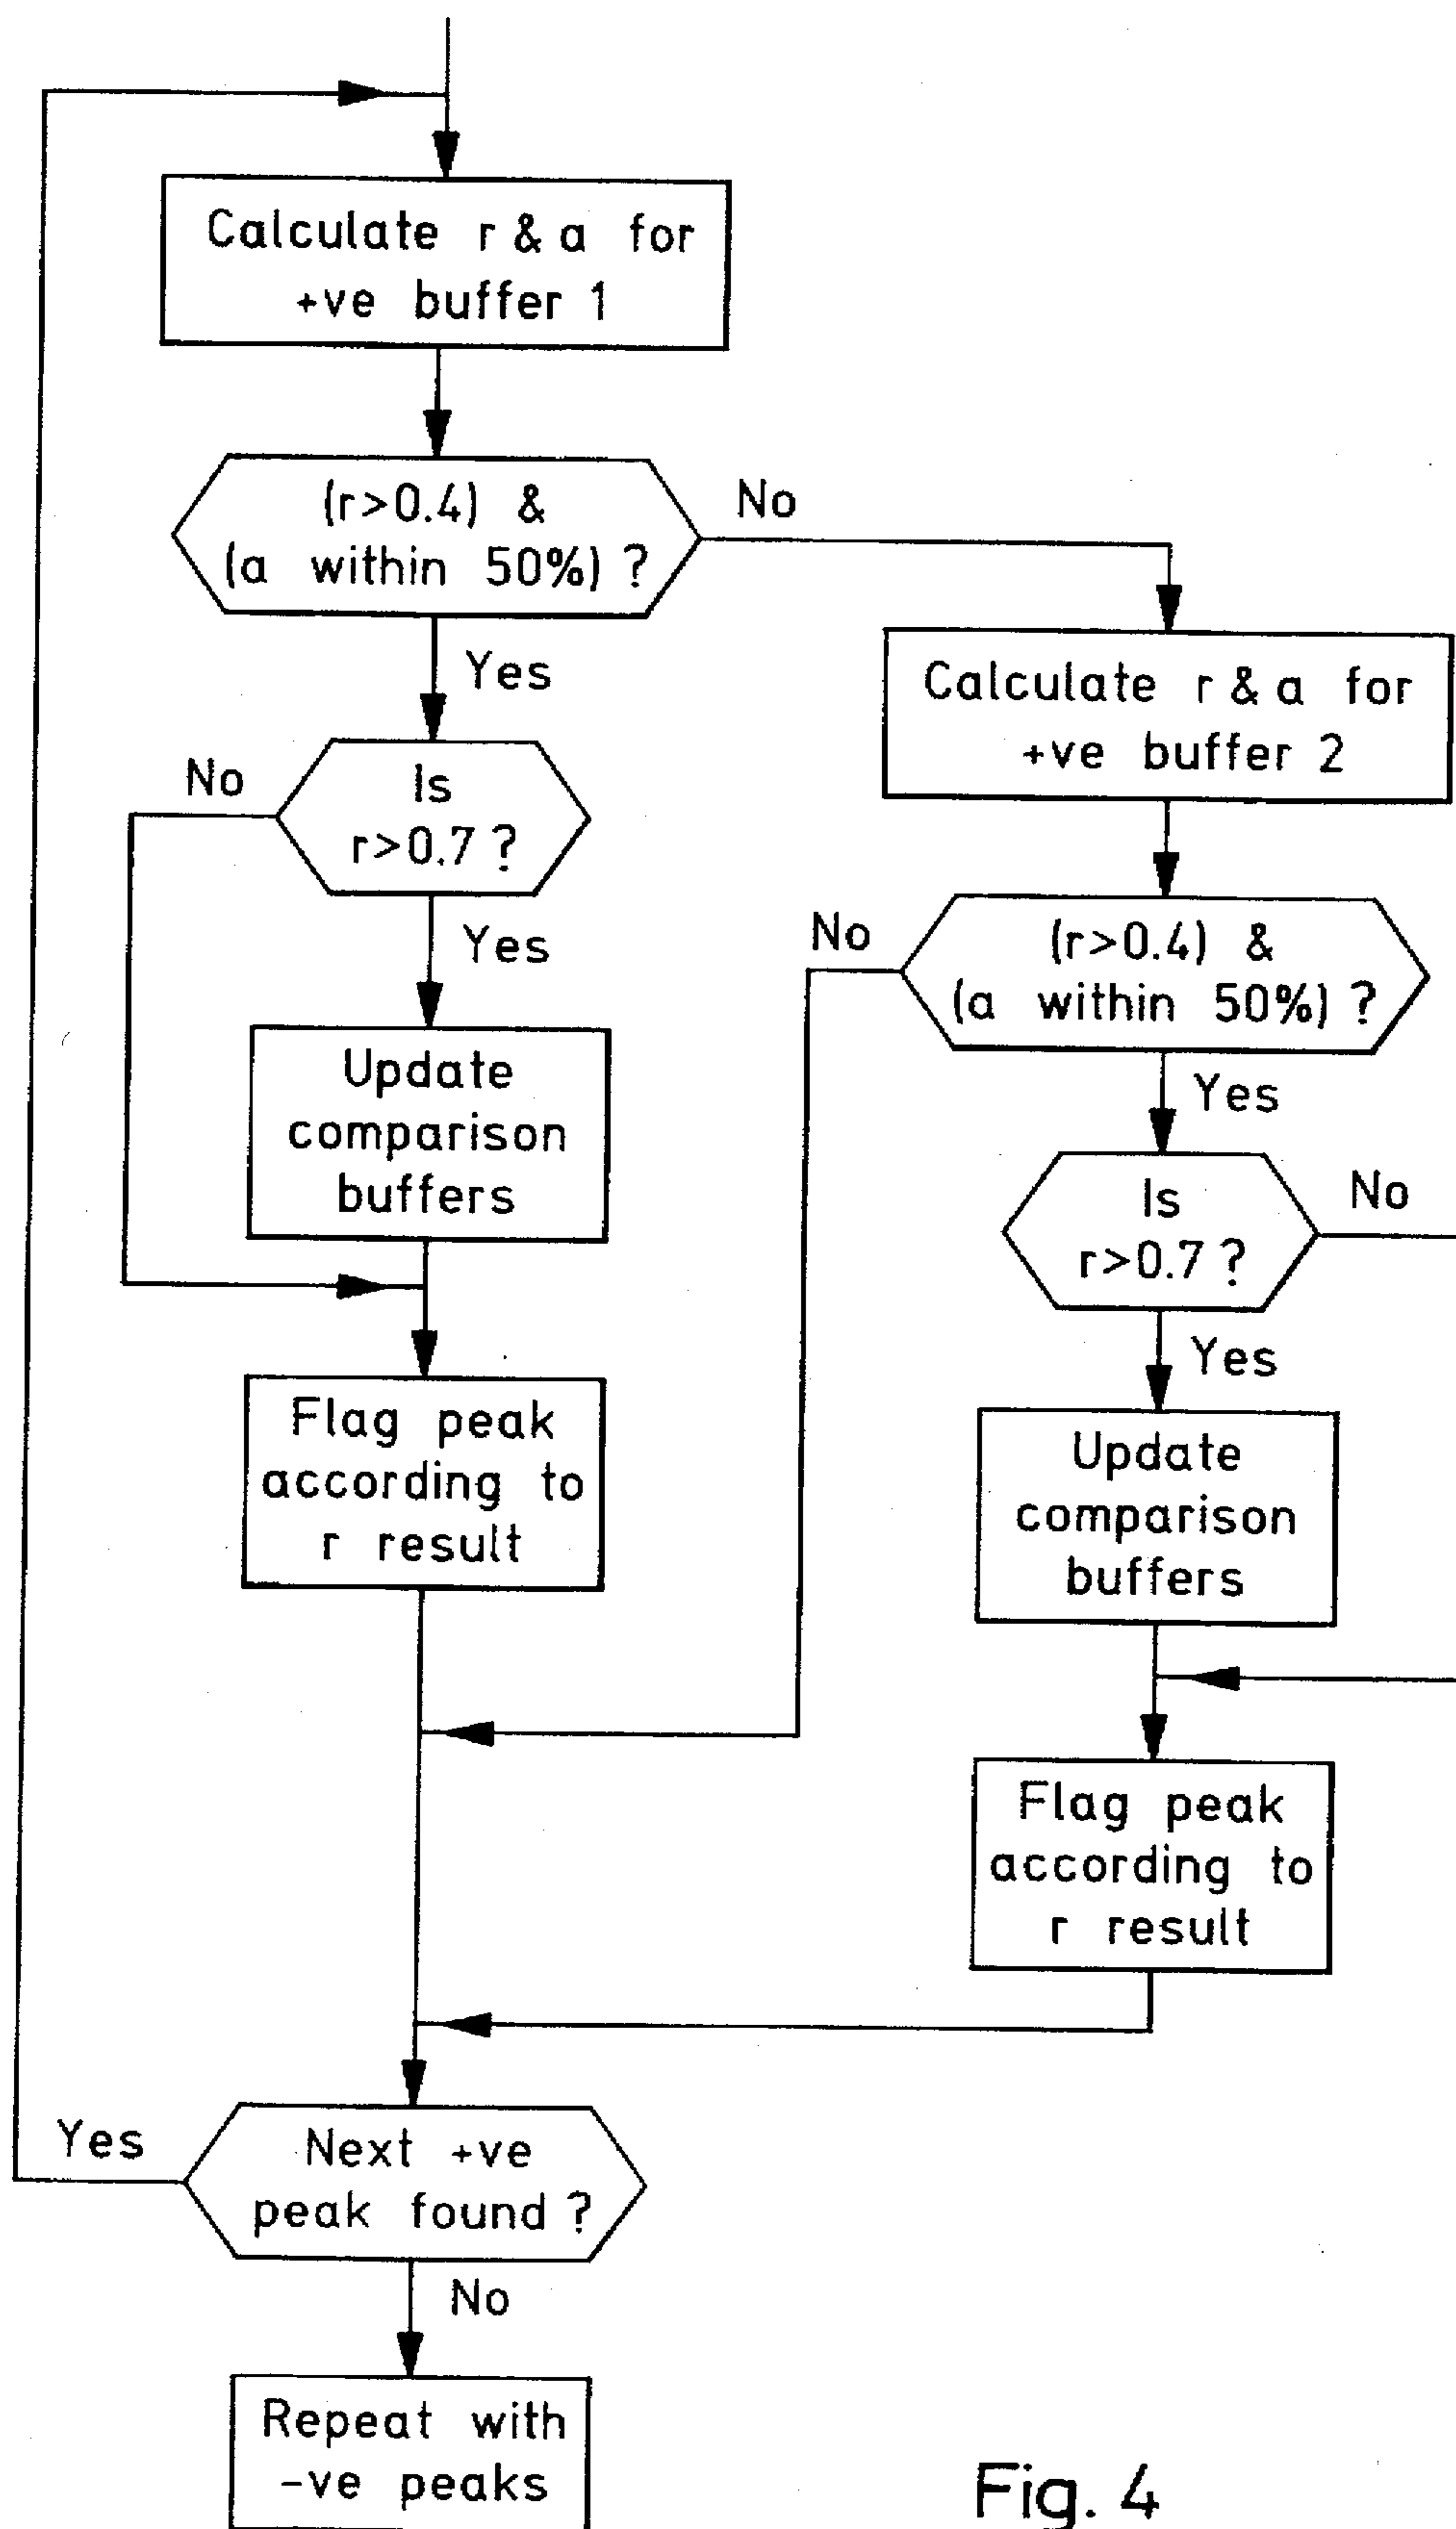 Calculate r & a for
+ve buffer 1
(r>0.4) &
(a within 50%) ?
No
Yes
Is
r>0.7 ?
No
Yes
Update
comparison
buffers
Flag peak
according to
r result
Calculate r & a for
+ve buffer 2
(r>0.4) &
(a within 50%) ?
No
Yes
Is
r>0.7 ?
No
Yes
Update
comparison
buffers
Flag peak
according to
r result
Next +ve
peak found ?
Yes
No
Repeat with
-ve peaks
Fig. 4